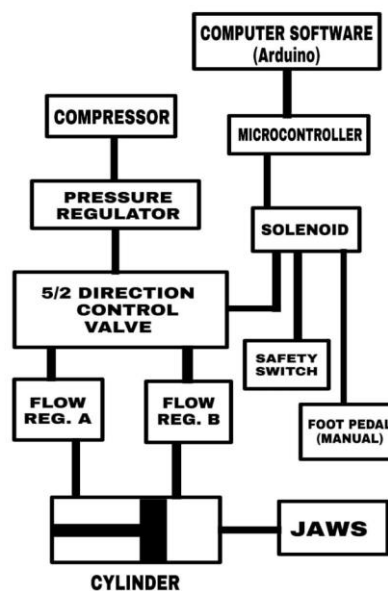 COMPUTER SOFTWARE
(Arduino)
COMPRESSOR
MICROCONTROLLER
PRESSURE
REGULATOR
SOLENOID
5/2 DIRECTION
CONTROL
VALVE
SAFETY
SWITCH
FLOW
REG. A
FLOW
REG. B
FOOT PEDAL
(MANUAL)
JAWS
CYLINDER